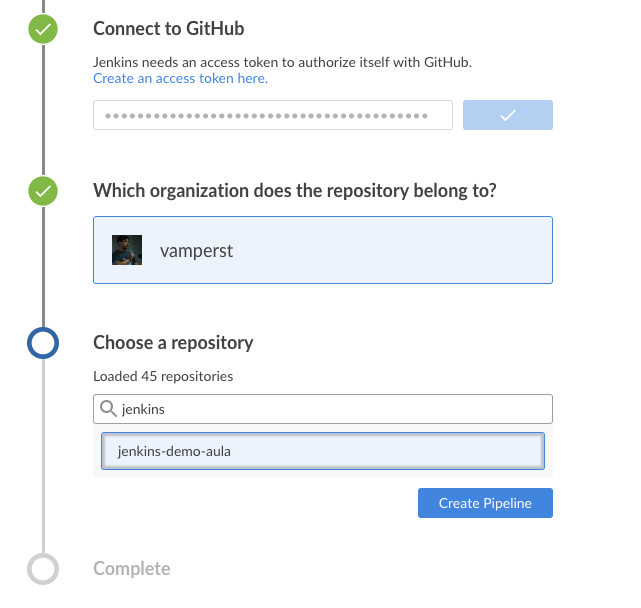 Connect to GitHub
Jenkins needs an access token to authorize itself with GitHub.
Create an access token here.
Which organization does the repository belong to?
vamperst
Choose a repository
Loaded 45 repositories
jenkins
jenkins-demo-aula
Create Pipeline
Complete